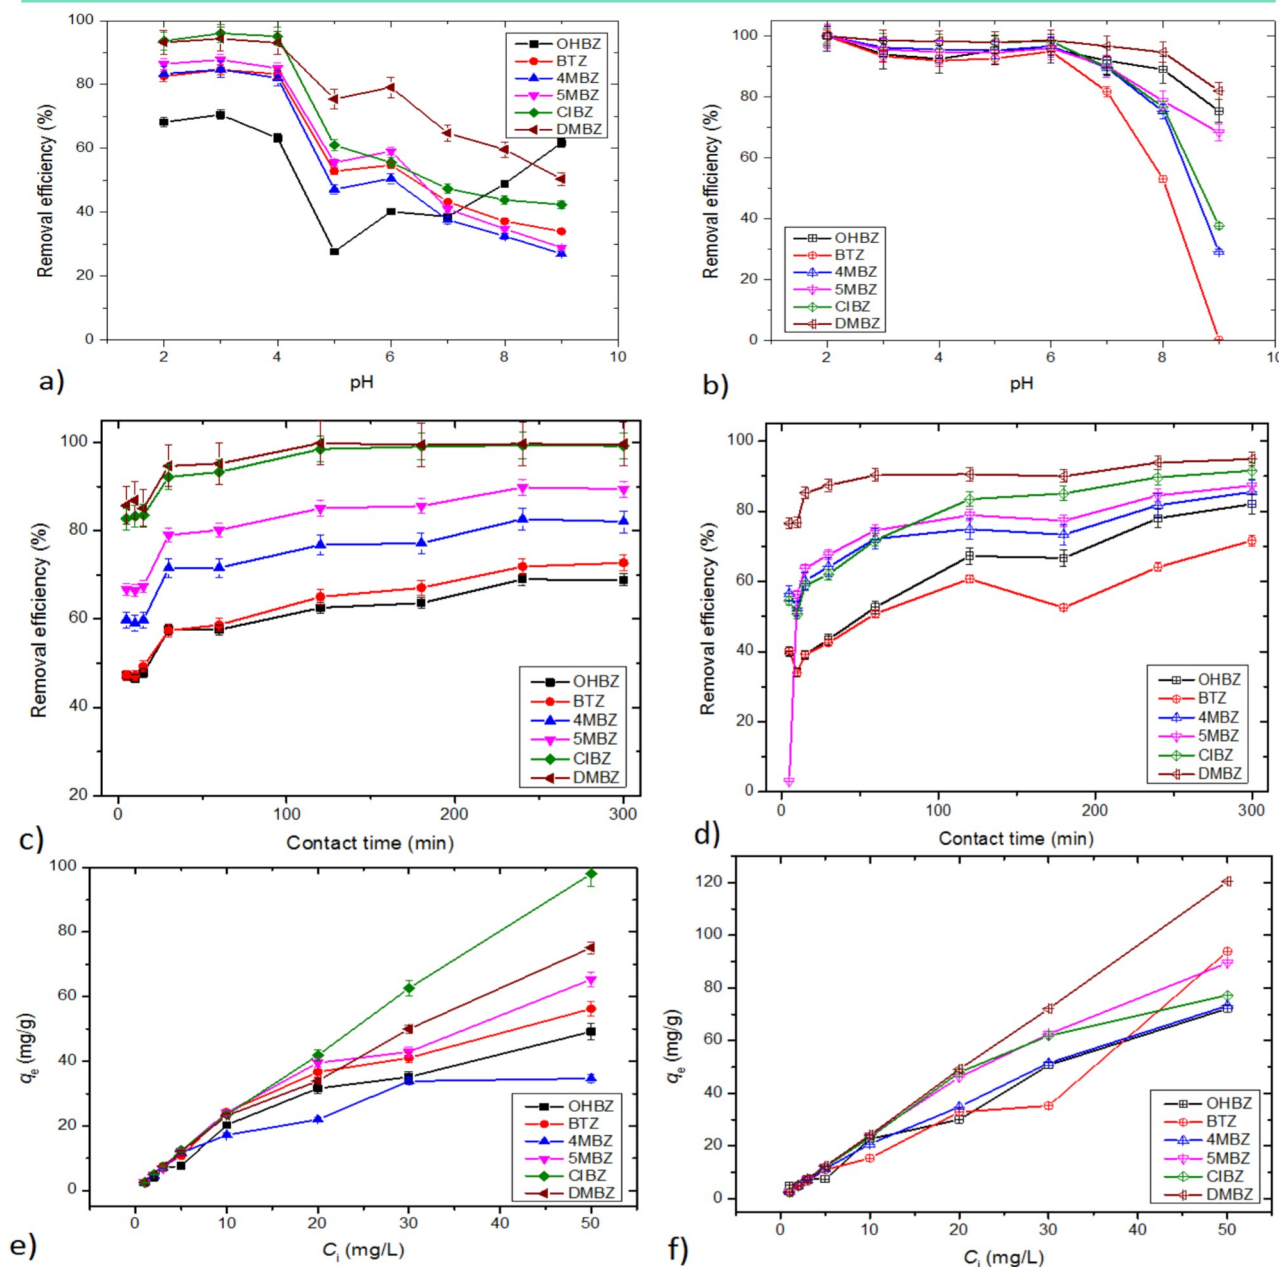 100
80
60
40
20
0
Removal efficiency (%)
OHBZ
BTZ
4MBZ
5MBZ
ClBZ
DMBZ
2 4 6 8 10
pH
a)
100
80
60
40
20
0
Removal efficiency (%)
OHBZ
BTZ
4MBZ
5MBZ
ClBZ
DMBZ
2 4 6 8 10
pH
b)
100
80
60
40
20
Removal efficiency (%)
OHBZ
BTZ
4MBZ
5MBZ
ClBZ
DMBZ
0 100 200 300
Contact time (min)
c)
100
80
60
40
20
0
Removal efficiency (%)
OHBZ
BTZ
4MBZ
5MBZ
ClBZ
DMBZ
0 100 200 300
Contact time (min)
d)
100
80
60
40
20
0
qe (mg/g)
OHBZ
BTZ
4MBZ
5MBZ
ClBZ
DMBZ
0 10 20 30 40 50
Ci (mg/L)
e)
120
100
80
60
40
20
0
qe (mg/g)
OHBZ
BTZ
4MBZ
5MBZ
ClBZ
DMBZ
0 10 20 30 40 50
Ci (mg/L)
f)